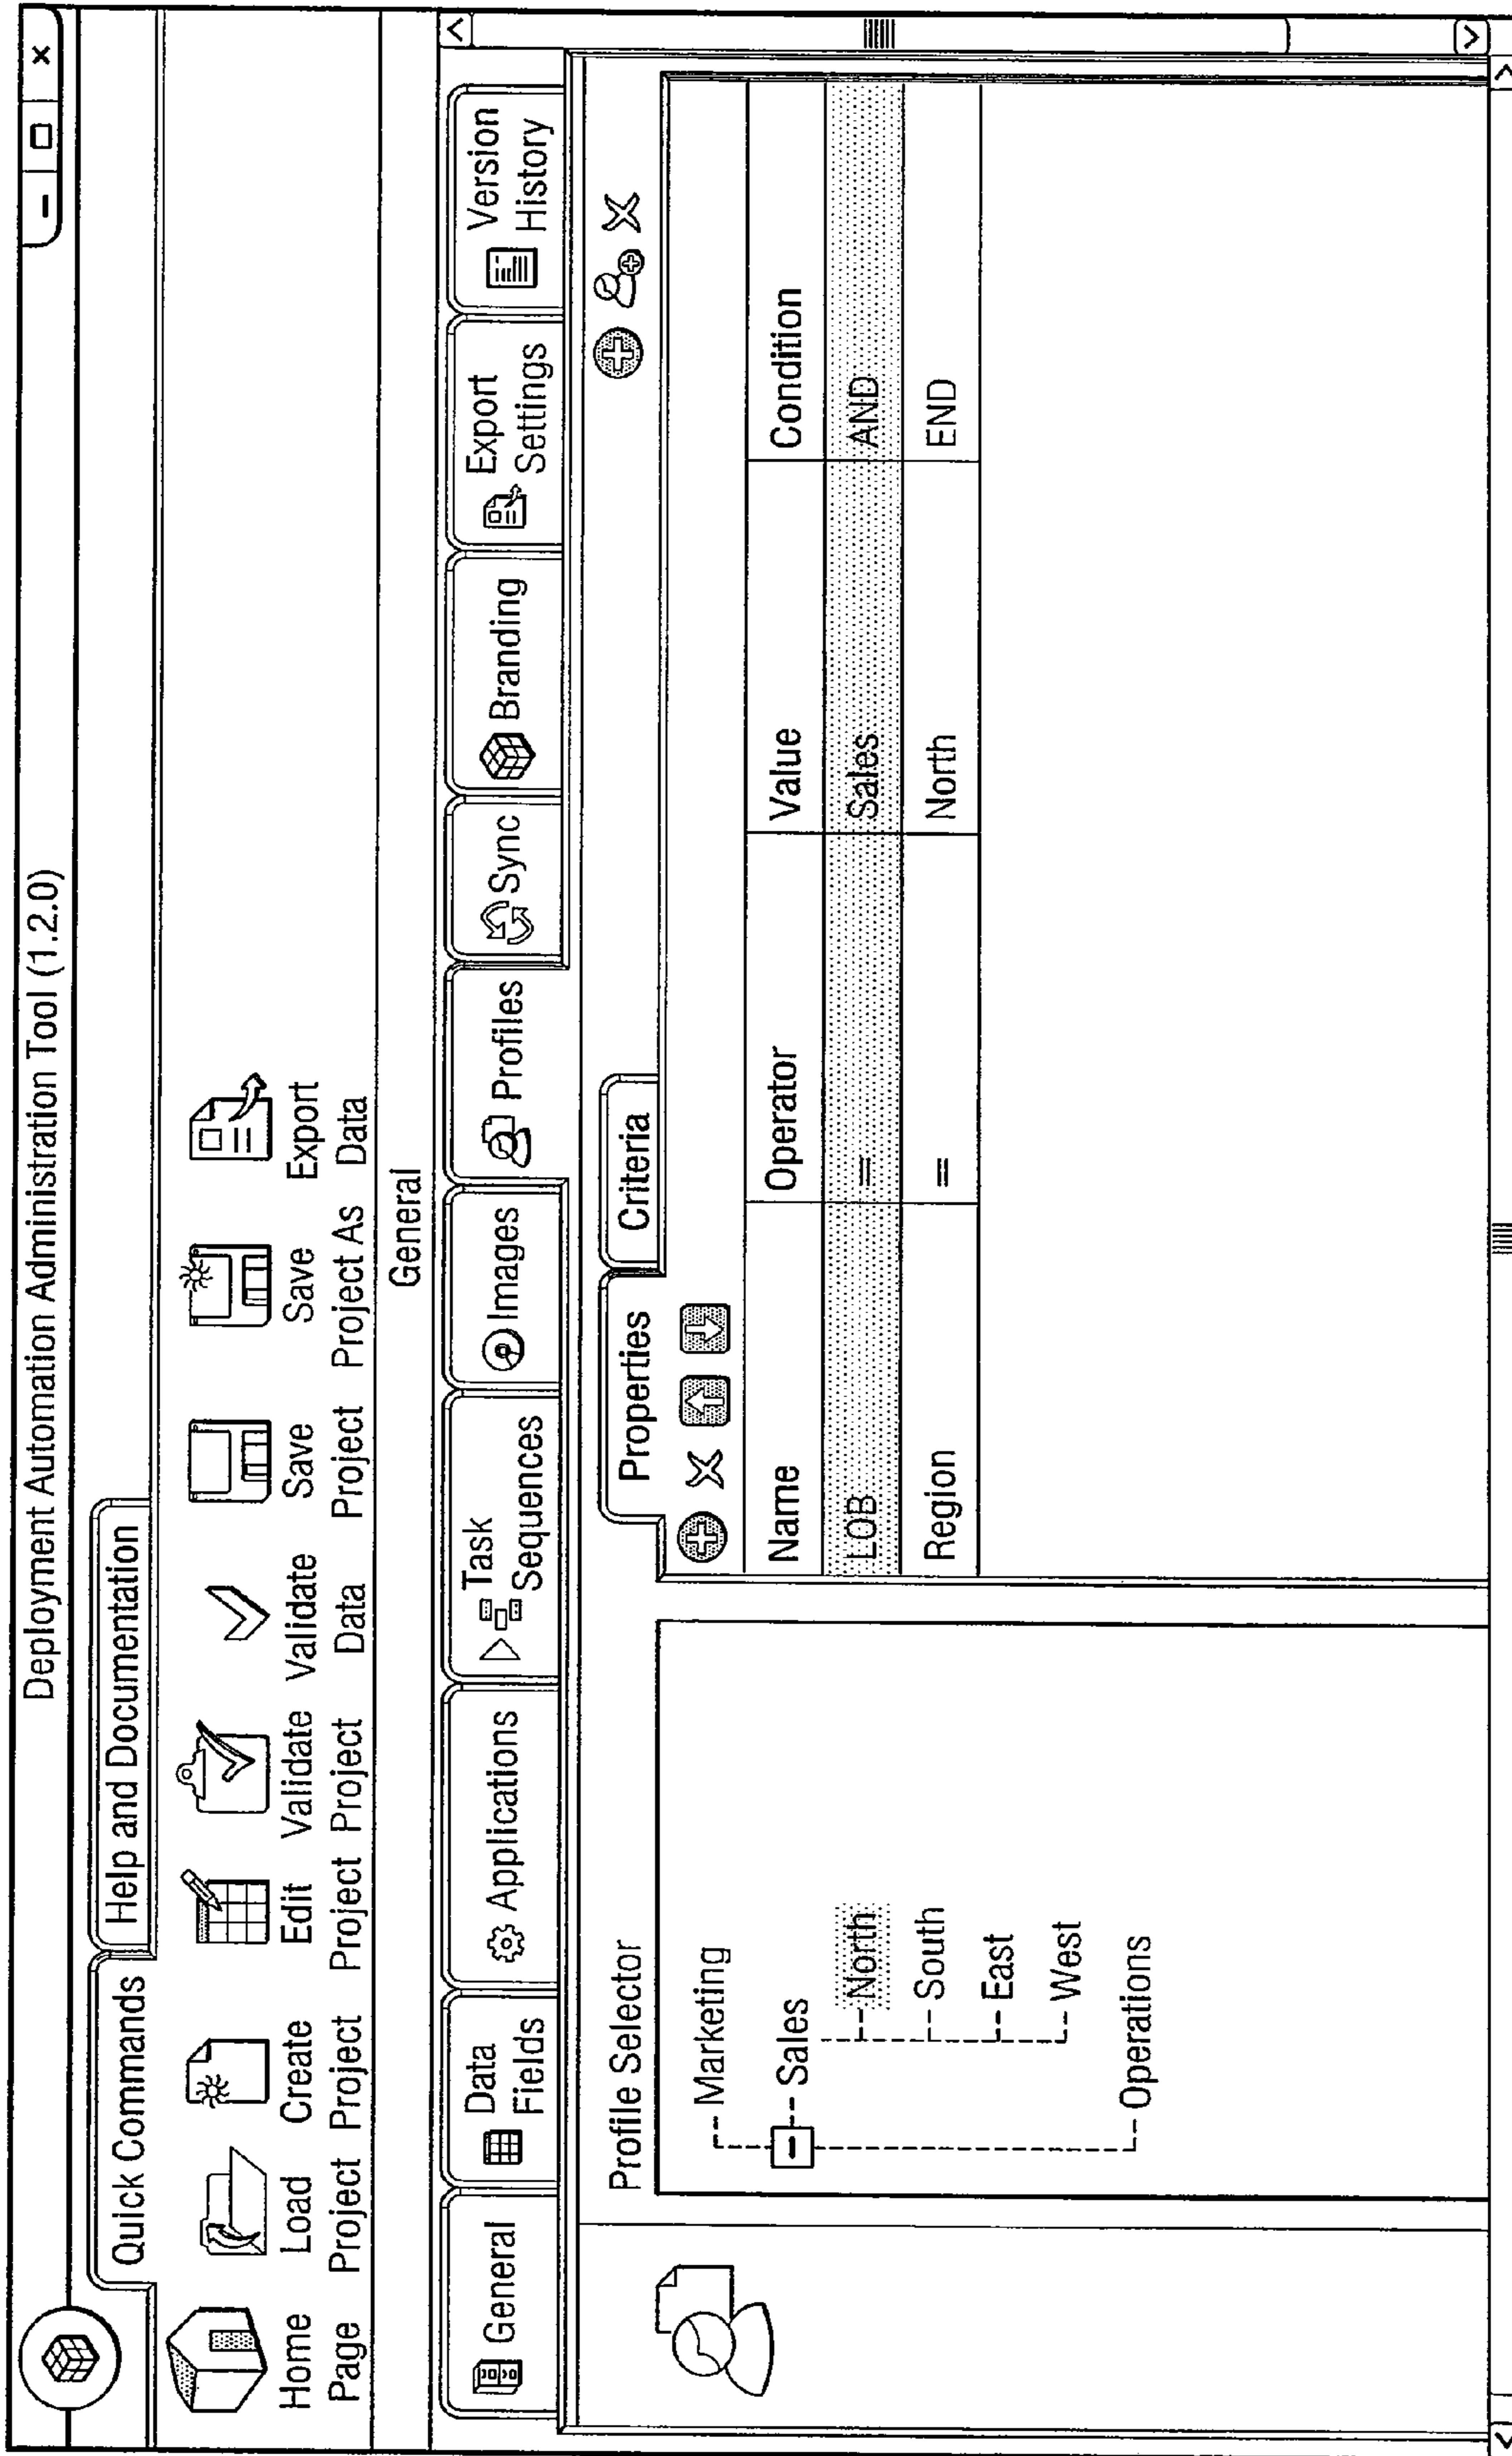 Deployment Automation Administration Tool (1.2.0)
Quick Commands
Help and Documentation
Home Page
Load Project
Create Project
Edit Project
Validate Project
Validate Data
Save Project
Save Project As
Export Data
General
General
Data Fields
Applications
Task Sequences
Images
Profiles
Sync
Branding
Export Settings
Version History
Profile Selector
Marketing
Sales
North
South
East
West
Operations
Properties
Criteria
Name Operator Value Condition
LOB = Sales AND
Region = North END